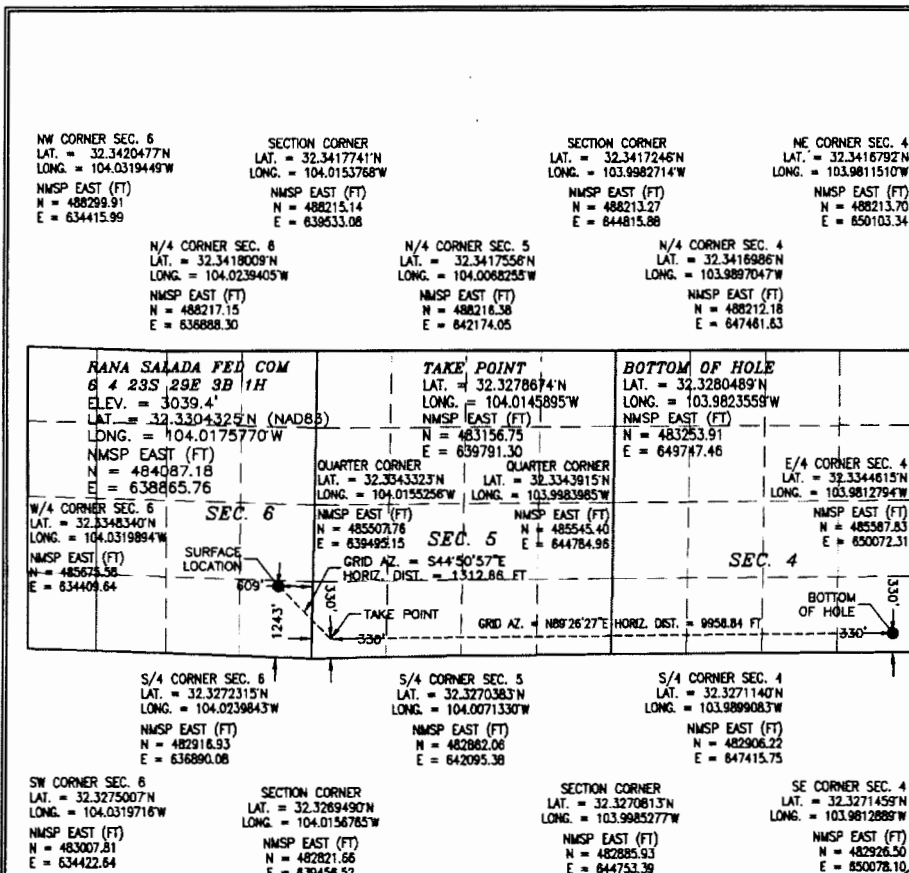 NW CORNER SEC. 6
LAT. = 32.3420477'N
LONG. = 104.0319449'W
NMSP EAST (FT)
N = 488299.91
E = 634415.99
SECTION CORNER
LAT. = 32.3417741'N
LONG. = 104.0153768'W
NMSP EAST (FT)
N = 488215.14
E = 639533.08
SECTION CORNER
LAT. = 32.3417246'N
LONG. = 103.9982714'W
NMSP EAST (FT)
N = 488213.27
E = 644815.88
NE CORNER SEC. 4
LAT. = 32.3416792'N
LONG. = 103.9811510'W
NMSP EAST (FT)
N = 488213.70
E = 650103.34
N/4 CORNER SEC. 6
LAT. = 32.3418009'N
LONG. = 104.0239405'W
NMSP EAST (FT)
N = 488217.15
E = 636888.30
N/4 CORNER SEC. 5
LAT. = 32.3417556'N
LONG. = 104.0068255'W
NMSP EAST (FT)
N = 488216.38
E = 642174.05
N/4 CORNER SEC. 4
LAT. = 32.3416986'N
LONG. = 103.9897047'W
NMSP EAST (FT)
N = 488212.18
E = 647461.63
RANA SALADA FED COM
6 4 23S 29E 3B 1H
ELEV. = 3039.4'
LAT. = 32.3304325'N (NAD83)
LONG. = 104.0175770'W
NMSP EAST (FT)
N = 484087.18
E = 638865.76
TAKE POINT
LAT. = 32.3278674'N
LONG. = 104.0145895'W
NMSP EAST (FT)
N = 483156.75
E = 639791.30
BOTTOM OF HOLE
LAT. = 32.3280489'N
LONG. = 103.9823559'W
NMSP EAST (FT)
N = 483253.91
E = 649747.46
QUARTER CORNER
LAT. = 32.3343323'N
LONG. = 104.0155256'W
NMSP EAST (FT)
N = 485507.76
E = 639495.15
QUARTER CORNER
LAT. = 32.3343915'N
LONG. = 103.9983985'W
NMSP EAST (FT)
N = 485545.40
E = 644784.96
E/4 CORNER SEC. 4
LAT. = 32.3344615'N
LONG. = 103.9812794'W
NMSP EAST (FT)
N = 485587.83
E = 650072.31
W/4 CORNER SEC. 6
LAT. = 32.3348340'N
LONG. = 104.0319894'W
NMSP EAST (FT)
N = 485675.58
E = 634409.64
SEC. 6
SEC. 5
SEC. 4
SURFACE
LOCATION
609'
1243'
GRID AZ. = S44'50'57"E
HORIZ. DIST. = 1312.86 FT
330'
TAKE POINT
330'
GRID AZ. = N89'26'27"E HORIZ. DIST. = 9958.84 FT
BOTTOM
OF HOLE
330'
330'
S/4 CORNER SEC. 6
LAT. = 32.3272315'N
LONG. = 104.0239843'W
NMSP EAST (FT)
N = 482916.93
E = 636890.08
S/4 CORNER SEC. 5
LAT. = 32.3270383'N
LONG. = 104.0071330'W
NMSP EAST (FT)
N = 482862.06
E = 642095.38
S/4 CORNER SEC. 4
LAT. = 32.3271140'N
LONG. = 103.9899083'W
NMSP EAST (FT)
N = 482906.22
E = 647415.75
SW CORNER SEC. 6
LAT. = 32.3275007'N
LONG. = 104.0319716'W
NMSP EAST (FT)
N = 483007.81
E = 634422.64
SECTION CORNER
LAT. = 32.3269490'N
LONG. = 104.0156765'W
NMSP EAST (FT)
N = 482821.66
E = 639456.52
SECTION CORNER
LAT. = 32.3270813'N
LONG. = 103.9985277'W
NMSP EAST (FT)
N = 482885.93
E = 644753.39
SE CORNER SEC. 4
LAT. = 32.3271459'N
LONG. = 103.9812889'W
NMSP EAST (FT)
N = 482926.50
E = 650078.10